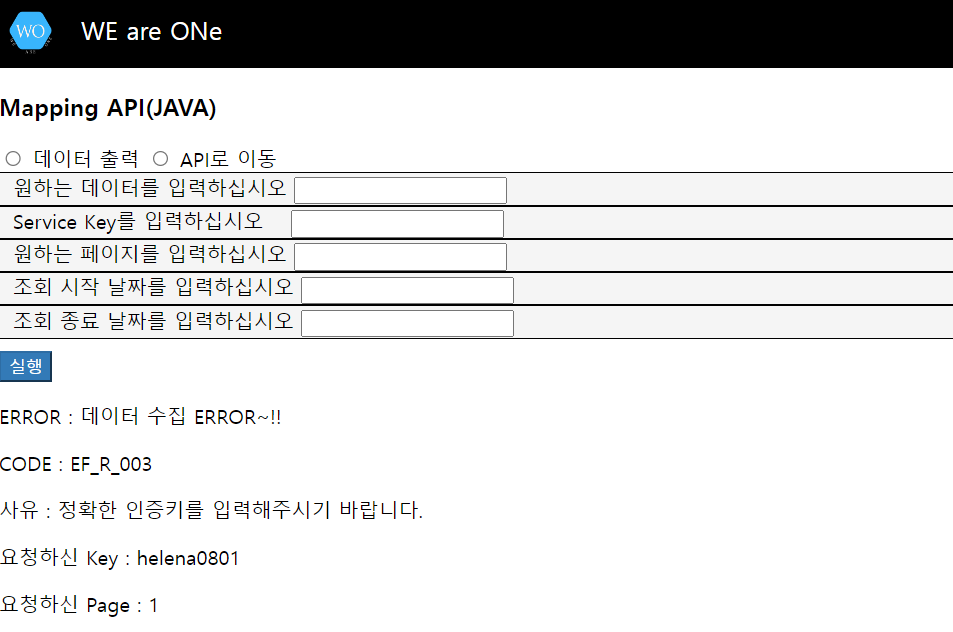 WO
WE are ONe
Mapping API(JAVA)
데이터 출력 API로 이동
원하는 데이터를 입력하십시오
Service Key를 입력하십시오
원하는 페이지를 입력하십시오
조회 시작 날짜를 입력하십시오
조회 종료 날짜를 입력하십시오
실행
ERROR : 데이터 수집 ERROR~!!
CODE : EF_R_003
사유 : 정확한 인증키를 입력해주시기 바랍니다.
요청하신 Key : helena0801
요청하신 Page : 1